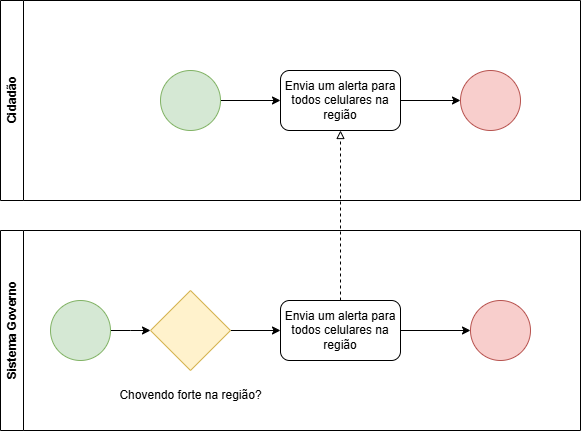 Cidadão
Envia um alerta para
todos celulares na
região
Sistema Governo
Envia um alerta para
todos celulares na
região
Chovendo forte na região?